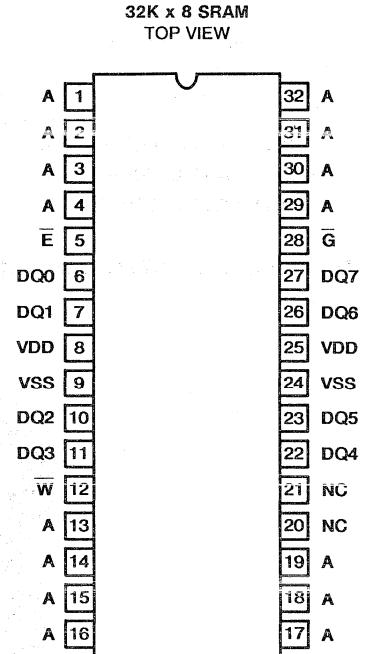 32K x 8 SRAM
TOP VIEW
A 1 32 A
A 2 31 A
A 3 30 A
A 4 29 A
E 5 28 G
DQ0 6 27 DQ7
DQ1 7 26 DQ6
VDD 8 25 VDD
VSS 9 24 VSS
DQ2 10 23 DQ5
DQ3 11 22 DQ4
W 12 21 NC
A 13 20 NC
A 14 19 A
A 15 18 A
A 16 17 A